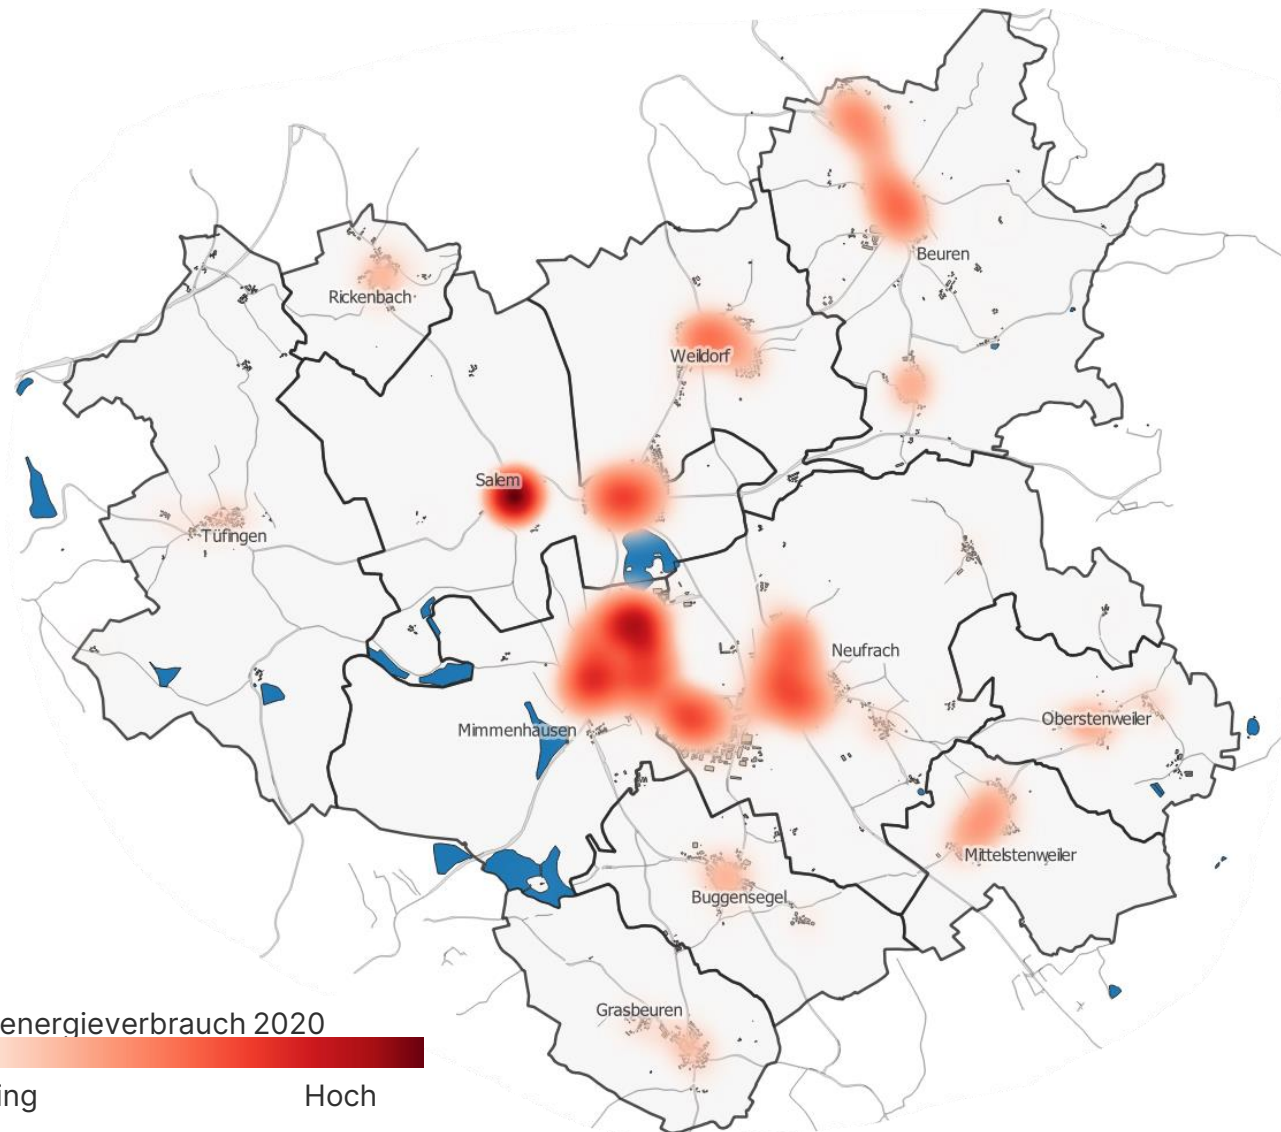 Beuren
Rickenbach
Weildorf
Salem
Tüfingen
Neufrach
Oberstenweiler
Mimmenhausen
Mittelstenweiler
Buggensegel
Grasbeuren
energieverbrauch 2020
ing
Hoch